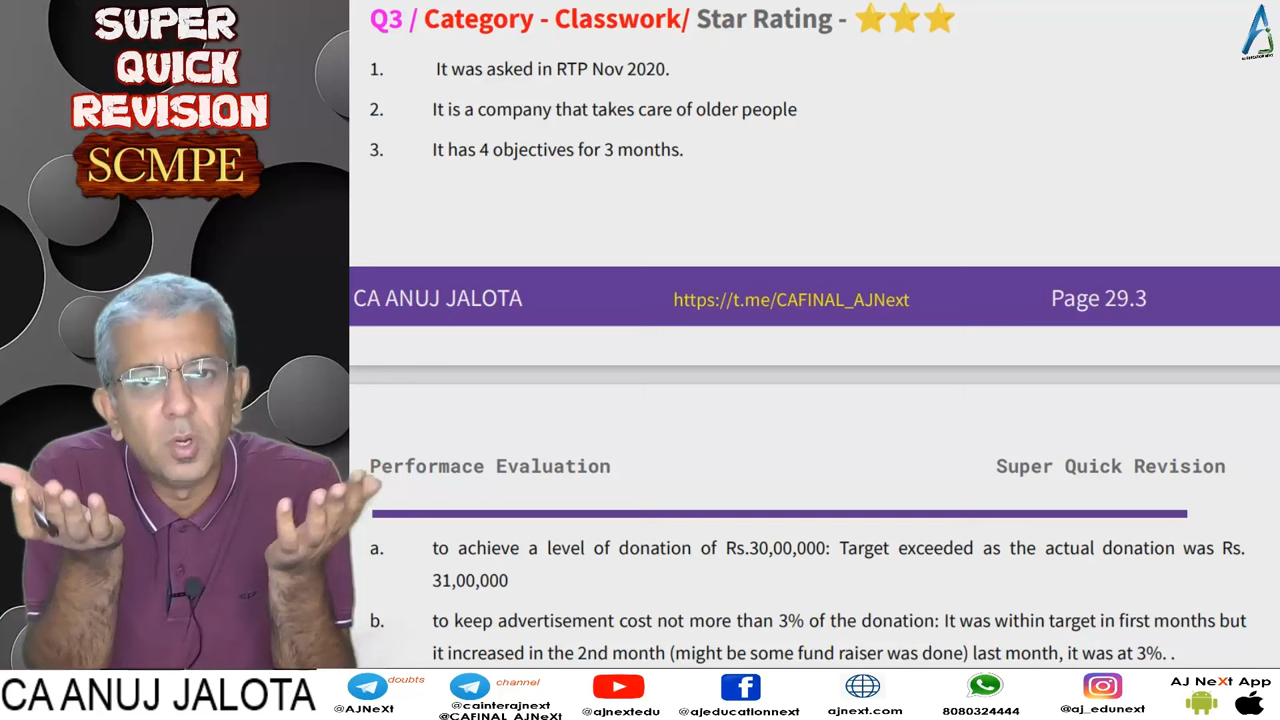 SUPER
QUICK
REVISION
SCMPE
Q3 / Category - Classwork/ Star Rating -
1. It was asked in RTP Nov 2020.
2. It is a company that takes care of older people
3. It has 4 objectives for 3 months.
CA ANUJ JALOTA https://t.me/CAFINAL_AJNext Page 29.3
Performace Evaluation Super Quick Revision
a. to achieve a level of donation of Rs.30,00,000: Target exceeded as the actual donation was Rs.
31,00,000
b. to keep advertisement cost not more than 3% of the donation: It was within target in first months but
it increased in the 2nd month (might be some fund raiser was done) last month, it was at 3%. .
CA ANUJ JALOTA
doubts
@AJNeXt
channel
@cainterajnext
@CAFINAL_AJNeXt
@ajnextedu
@ajeducationnext
ajnext.com
8080324444
@aj_edunext
AJ NeXt App